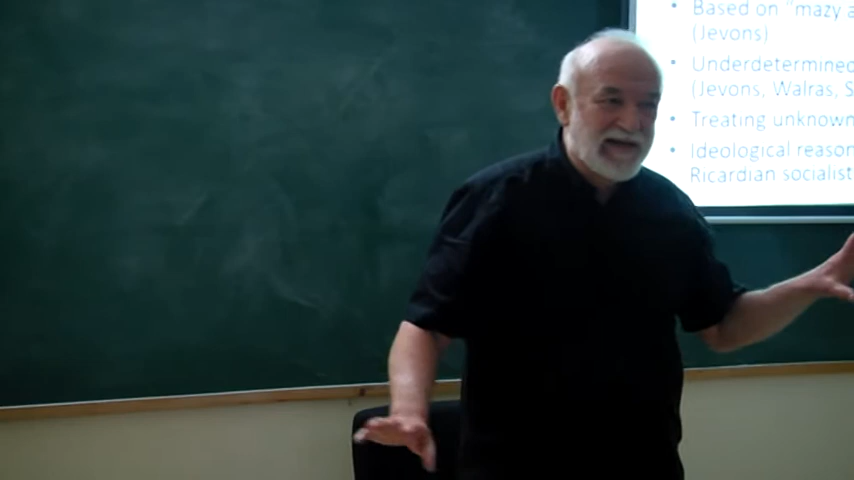 • Based on "mazy a
(Jevons)
• Underdetermined
(Jevons, Walras, S
• Treating unknown
• Ideological reason
Ricardian socialist